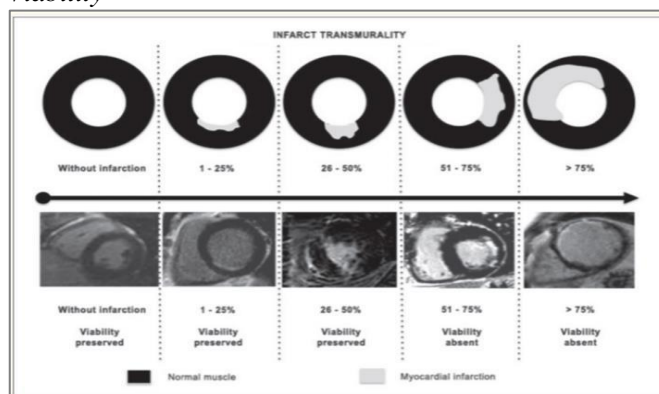 Viability
INFARCT TRANSMURALITY
Without infarction 1 - 25% 26 - 50% 51 - 75% > 75%
Without infarction 1 - 25% 26 - 50% 51 - 75% > 75%
Viability preserved Viability preserved Viability preserved Viability absent Viability absent
Normal muscle Myocardial infarction